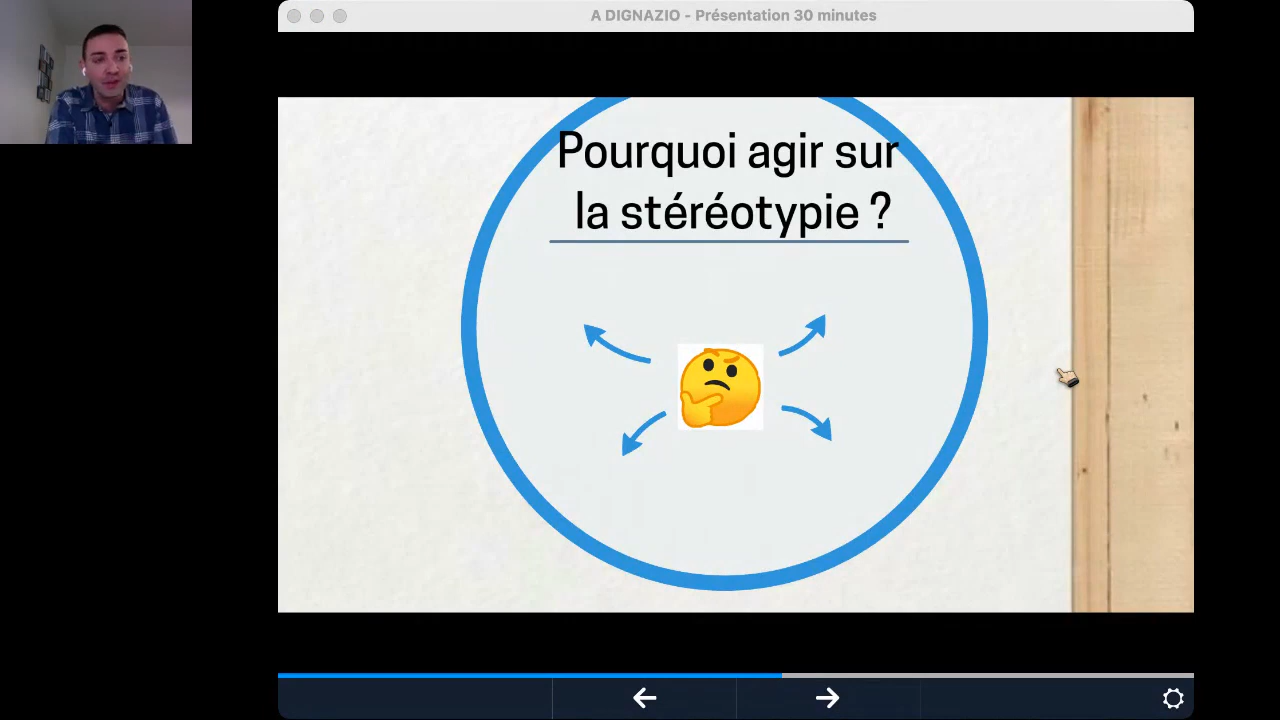 A DIGNAZIO - Présentation 30 minutes
Pourquoi agir sur
la stéréotypie ?